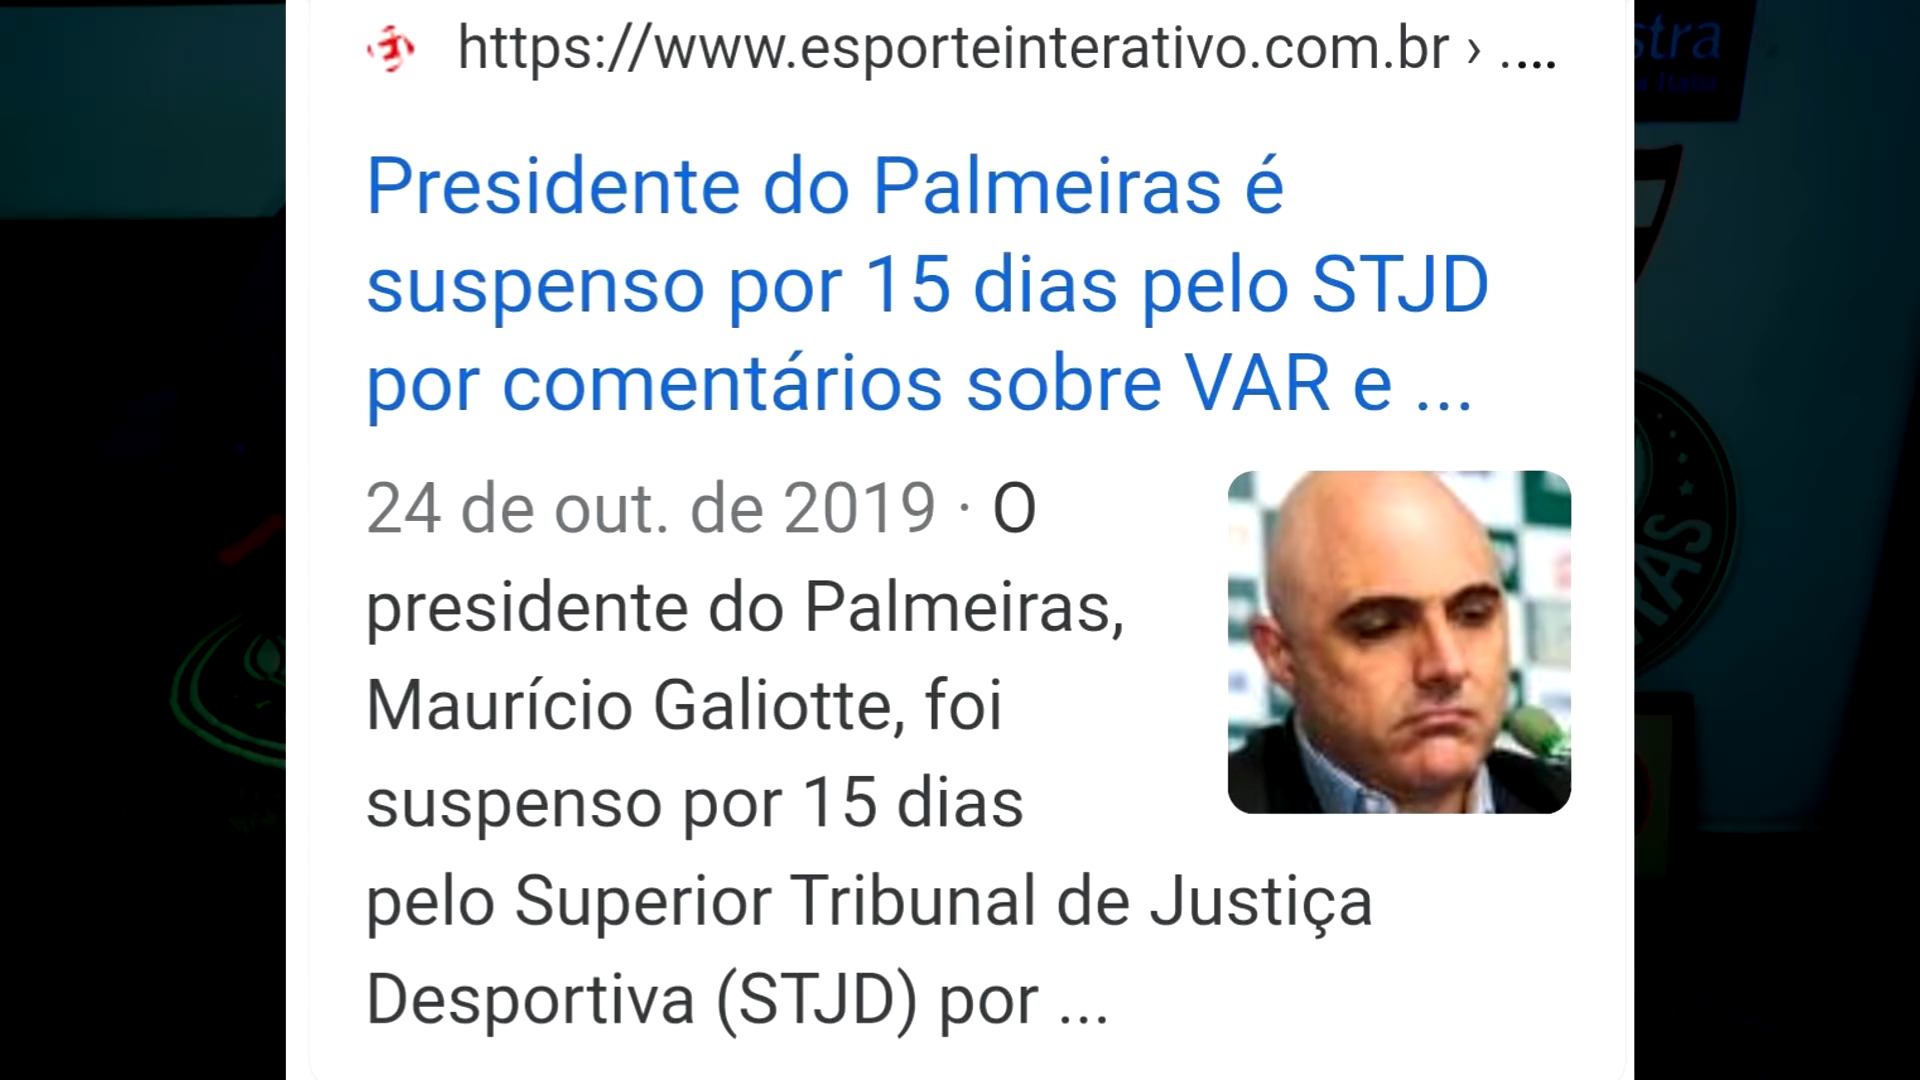 https://www.esporteinterativo.com.br › ....
stra
a Italia
Presidente do Palmeiras é
suspenso por 15 dias pelo STJD
por comentários sobre VAR e ...
24 de out. de 2019 · O
presidente do Palmeiras,
Maurício Galiotte, foi
suspenso por 15 dias
pelo Superior Tribunal de Justiça
Desportiva (STJD) por ...